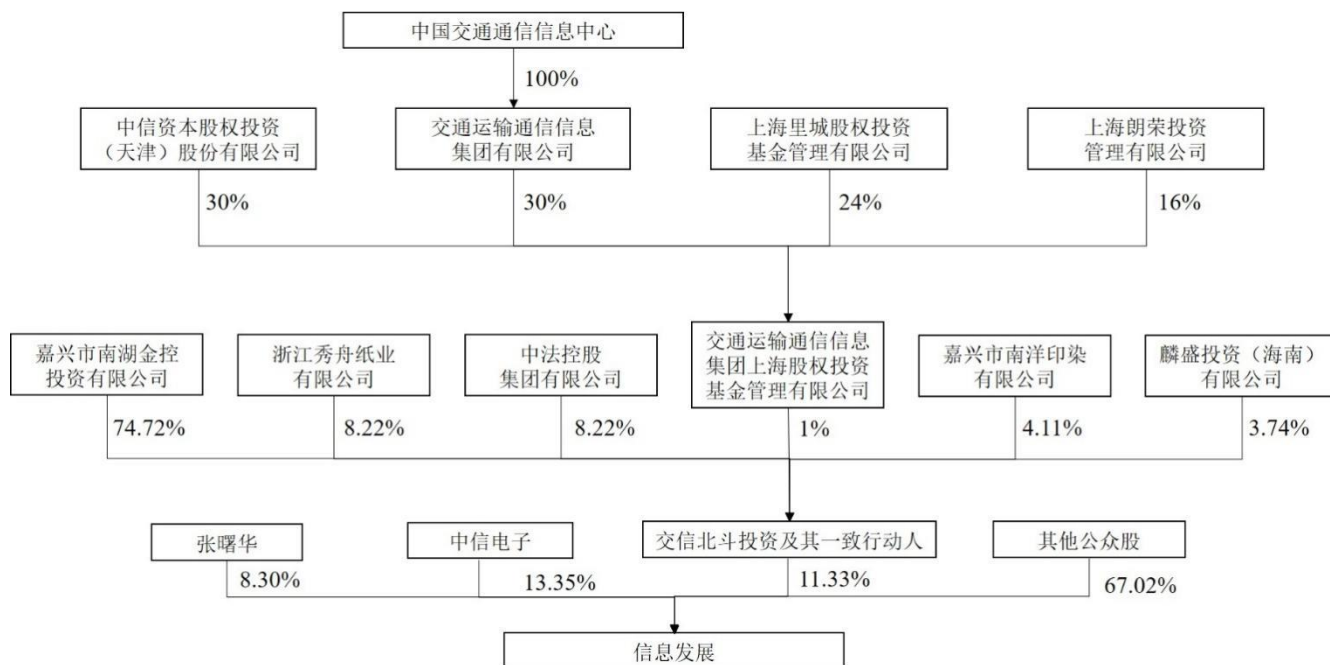 中国交通通信信息中心
100%
中信资本股权投资
（天津）股份有限公司
交通运输通信信息
集团有限公司
上海里城股权投资
基金管理有限公司
上海朗荣投资
管理有限公司
30%
30%
24%
16%
嘉兴市南湖金控
投资有限公司
浙江秀舟纸业
有限公司
中法控股
集团有限公司
交通运输通信信息
集团上海股权投资
基金管理有限公司
嘉兴市南洋印染
有限公司
麟盛投资（海南）
有限公司
74.72%
8.22%
8.22%
1%
4.11%
3.74%
张曙华
中信电子
交信北斗投资及其一致行动人
其他公众股
8.30%
13.35%
11.33%
67.02%
信息发展